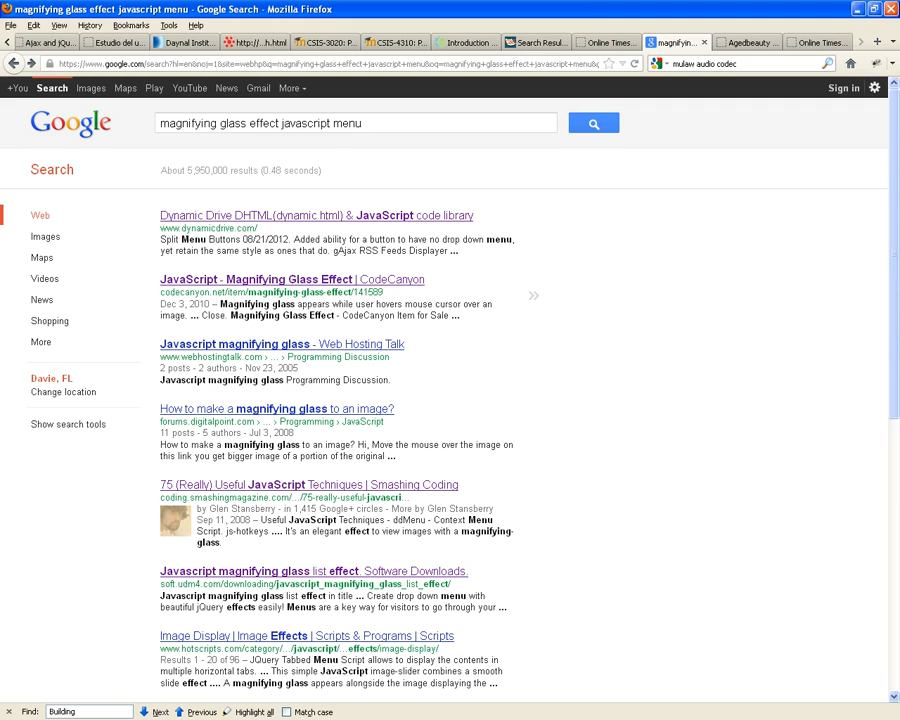 magnifying glass effect javascript menu - Google Search - Mozilla Firefox
File Edit View History Bookmarks Tools Help
Ajax and jQu... Estudio del u... Daynal Instit... http://...h.html CSIS-3020: P... CSIS-4310: P... Introduction ... Search Resul... Online Times... magnifyin... Agedbeauty ... Online Times...
https://www.google.com/search?hl=en&noj=1&site=webhp&q=magnifying+glass+effect+javascript+menu&oq=magnifying+glass+effect+javascript+menu&
mulaw audio codec
+You Search Images Maps Play YouTube News Gmail More
Sign in
Google
magnifying glass effect javascript menu
Search
About 5,950,000 results (0.48 seconds)
Web
Images
Maps
Videos
News
Shopping
More
Davie, FL
Change location
Show search tools
Dynamic Drive DHTML(dynamic html) & JavaScript code library
www.dynamicdrive.com/
Split Menu Buttons 08/21/2012. Added ability for a button to have no drop down menu,
yet retain the same style as ones that do. gAjax RSS Feeds Displayer ...
JavaScript - Magnifying Glass Effect | CodeCanyon
codecanyon.net/item/magnifying-glass-effect/141589
Dec 3, 2010 – Magnifying glass appears while user hovers mouse cursor over an
image. ... Close. Magnifying Glass Effect - CodeCanyon Item for Sale ...
Javascript magnifying glass - Web Hosting Talk
www.webhostingtalk.com › ... › Programming Discussion
2 posts - 2 authors - Nov 23, 2005
Javascript magnifying glass Programming Discussion.
How to make a magnifying glass to an image?
forums.digitalpoint.com › ... › Programming › JavaScript
11 posts - 5 authors - Jul 3, 2008
How to make a magnifying glass to an image? Hi, Move the mouse over the image on
this link you get bigger image of a portion of the original ...
75 (Really) Useful JavaScript Techniques | Smashing Coding
coding.smashingmagazine.com/.../75-really-useful-javascri...
by Glen Stansberry - in 1,415 Google+ circles - More by Glen Stansberry
Sep 11, 2008 – Useful JavaScript Techniques - ddMenu - Context Menu
Script. js-hotkeys .... It's an elegant effect to view images with a magnifying-
glass.
Javascript magnifying glass list effect. Software Downloads.
soft.udm4.com/downloading/javascript_magnifying_glass_list_effect/
Javascript magnifying glass list effect in title ... Create drop down menu with
beautiful jQuery effects easily! Menus are a key way for visitors to go through your ...
Image Display | Image Effects | Scripts & Programs | Scripts
www.hotscripts.com/category/.../javascript/...effects/image-display/
Results 1 - 20 of 96 – JQuery Tabbed Menu Script allows to display the contents in
multiple horizontal tabs. ... This simple JavaScript image-slider combines a smooth
slide effect .... A magnifying glass appears alongside the image displaying the ...
Find: Building Next Previous Highlight all Match case